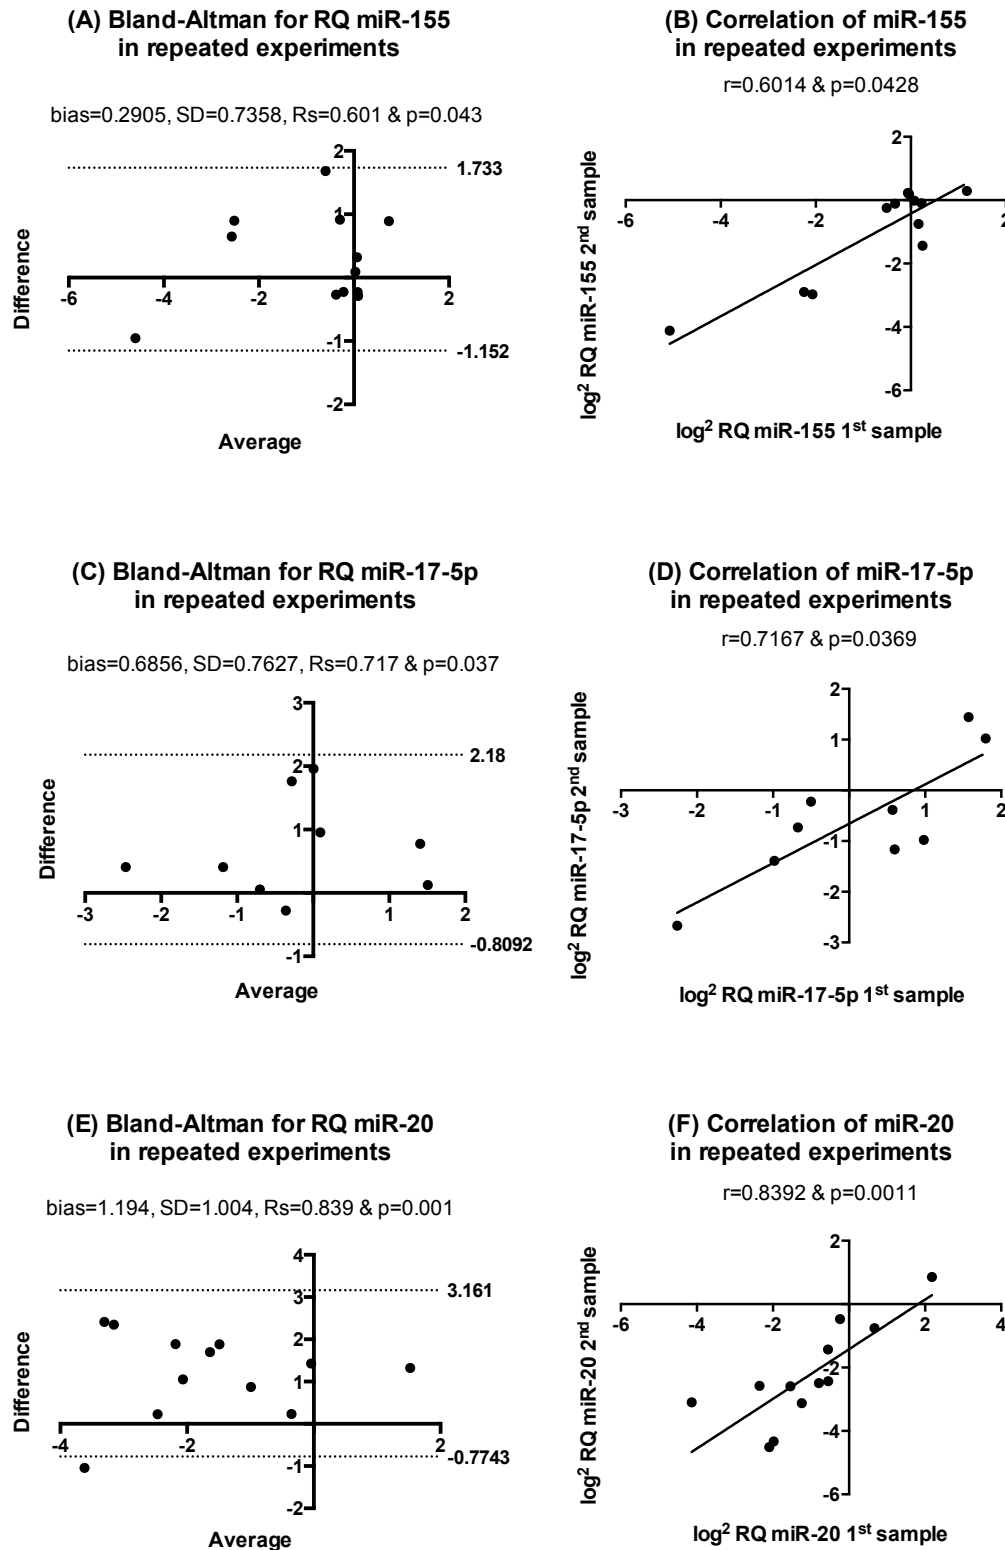 (A) Bland-Altman for RQ miR-155
in repeated experiments
bias=0.2905, SD=0.7358, Rs=0.601 & p=0.043
2
1.733
1
-6
-4
-2
2
-1
-1.152
-2
Difference
Average
(B) Correlation of miR-155
in repeated experiments
r=0.6014 & p=0.0428
2
-6
-4
-2
2
-2
-4
-6
log² RQ miR-155 2nd sample
log² RQ miR-155 1st sample
(C) Bland-Altman for RQ miR-17-5p
in repeated experiments
bias=0.6856, SD=0.7627, Rs=0.717 & p=0.037
3
2.18
2
1
-3
-2
-1
1
2
-0.8092
-1
Difference
Average
(D) Correlation of miR-17-5p
in repeated experiments
r=0.7167 & p=0.0369
2
1
-3
-2
-1
1
2
-1
-2
-3
log² RQ miR-17-5p 2nd sample
log² RQ miR-17-5p 1st sample
(E) Bland-Altman for RQ miR-20
in repeated experiments
bias=1.194, SD=1.004, Rs=0.839 & p=0.001
4
3.161
3
2
1
-4
-2
2
-0.7743
-1
-2
Difference
Average
(F) Correlation of miR-20
in repeated experiments
r=0.8392 & p=0.0011
2
-6
-4
-2
2
4
-2
-4
-6
log² RQ miR-20 2nd sample
log² RQ miR-20 1st sample